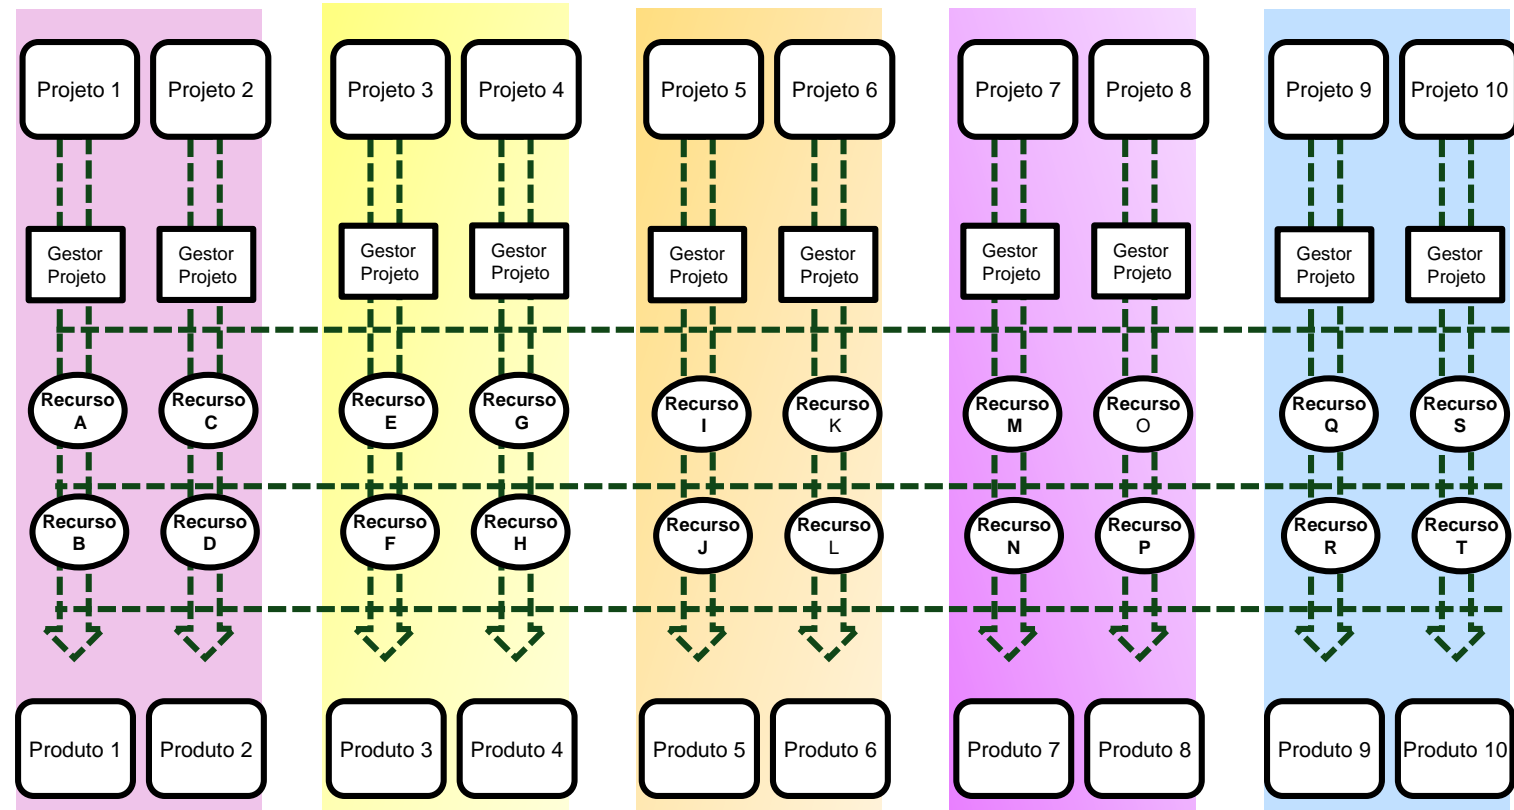 Projeto 1
Projeto 2
Projeto 3
Projeto 4
Projeto 5
Projeto 6
Projeto 7
Projeto 8
Projeto 9
Projeto 10
Gestor
Projeto
Gestor
Projeto
Gestor
Projeto
Gestor
Projeto
Gestor
Projeto
Gestor
Projeto
Gestor
Projeto
Gestor
Projeto
Gestor
Projeto
Gestor
Projeto
Recurso
A
Recurso
C
Recurso
E
Recurso
G
Recurso
I
Recurso
K
Recurso
M
Recurso
O
Recurso
Q
Recurso
S
Recurso
B
Recurso
D
Recurso
F
Recurso
H
Recurso
J
Recurso
L
Recurso
N
Recurso
P
Recurso
R
Recurso
T
Produto 1
Produto 2
Produto 3
Produto 4
Produto 5
Produto 6
Produto 7
Produto 8
Produto 9
Produto 10